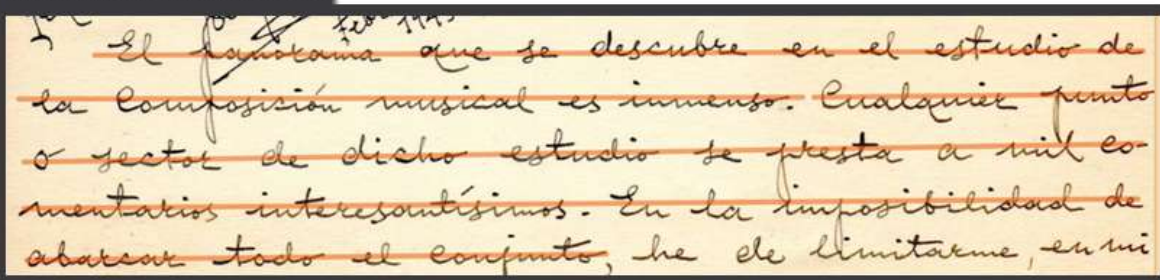 Feb 1943
El panorama que se descubre en el estudio de
la Composición musical es inmenso. Cualquier punto
o sector de dicho estudio se presta a mil co-
mentarios interesantísimos. En la imposibilidad de
abarcar todo el conjunto, he de limitarme, en mi